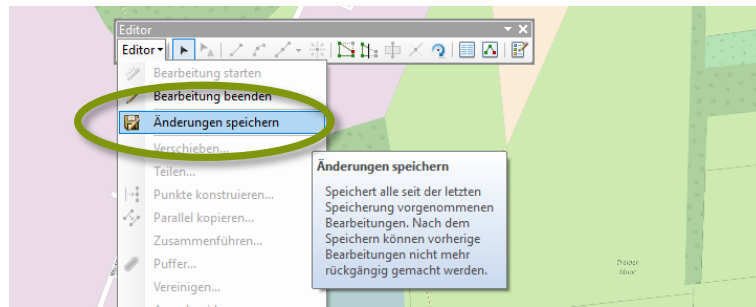 Editor
Editor
Bearbeitung starten
Bearbeitung beenden
Änderungen speichern
Verschieben...
Teilen...
Punkte konstruieren...
Parallel kopieren...
Zusammenführen...
Puffer...
Vereinigen...
Änderungen speichern
Speichert alle seit der letzten
Speicherung vorgenommenen
Bearbeitungen. Nach dem
Speichern können vorherige
Bearbeitungen nicht mehr
rückgängig gemacht werden.
Moor